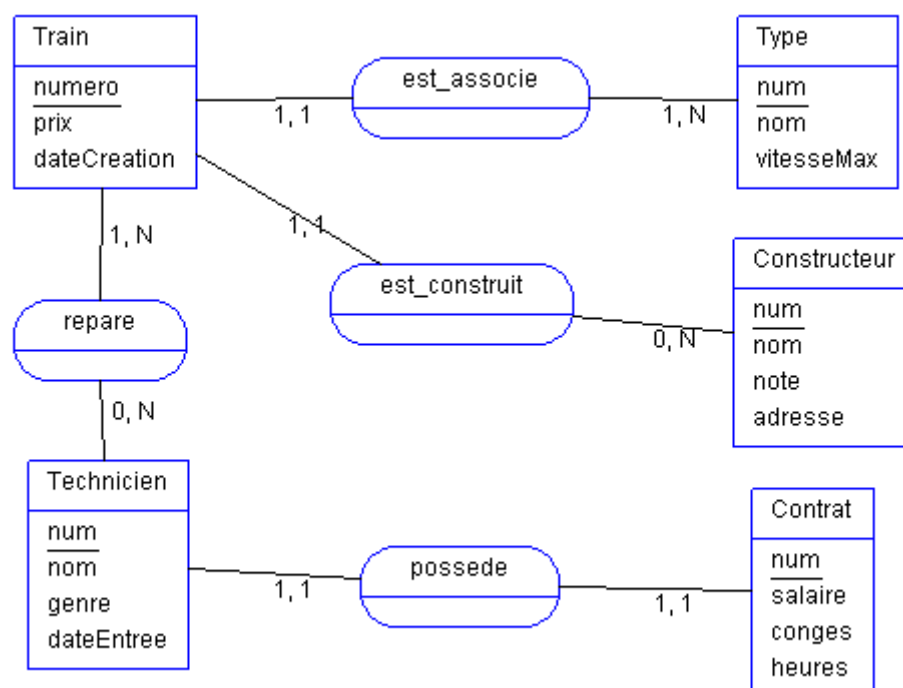 Train
numero
prix
dateCreation
1, 1
est_associe
1, N
Type
num
nom
vitesseMax
1, N
1, 1
est_construit
0, N
Constructeur
num
nom
note
adresse
repare
0, N
Technicien
num
nom
genre
dateEntree
1, 1
possede
1, 1
Contrat
num
salaire
conges
heures